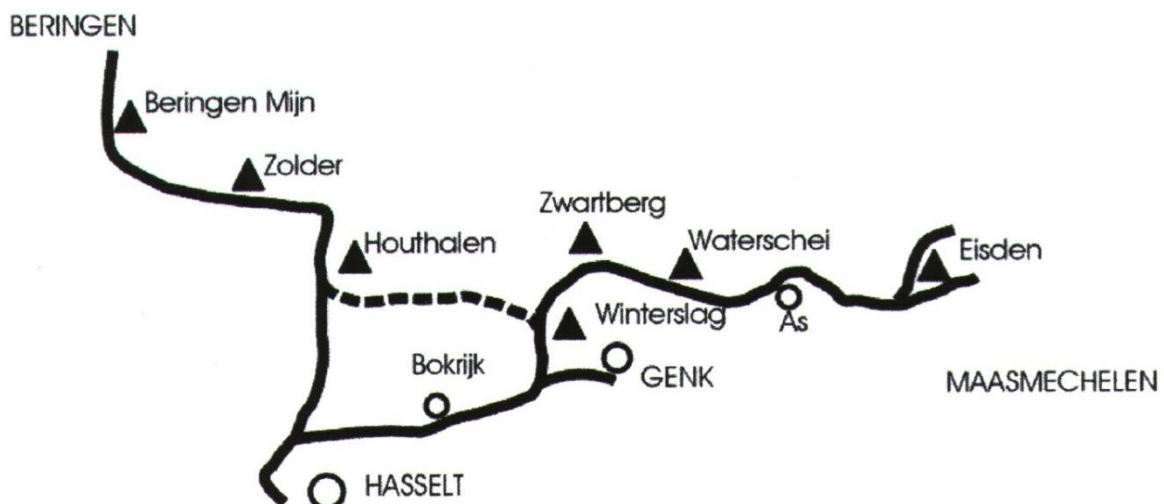 BERINGEN
Beringen Mijn
Zolder
Zwartberg
Houthalen
Waterschei
Eisden
Winterslag
As
Bokrijk
GENK
MAASMECHELEN
HASSELT